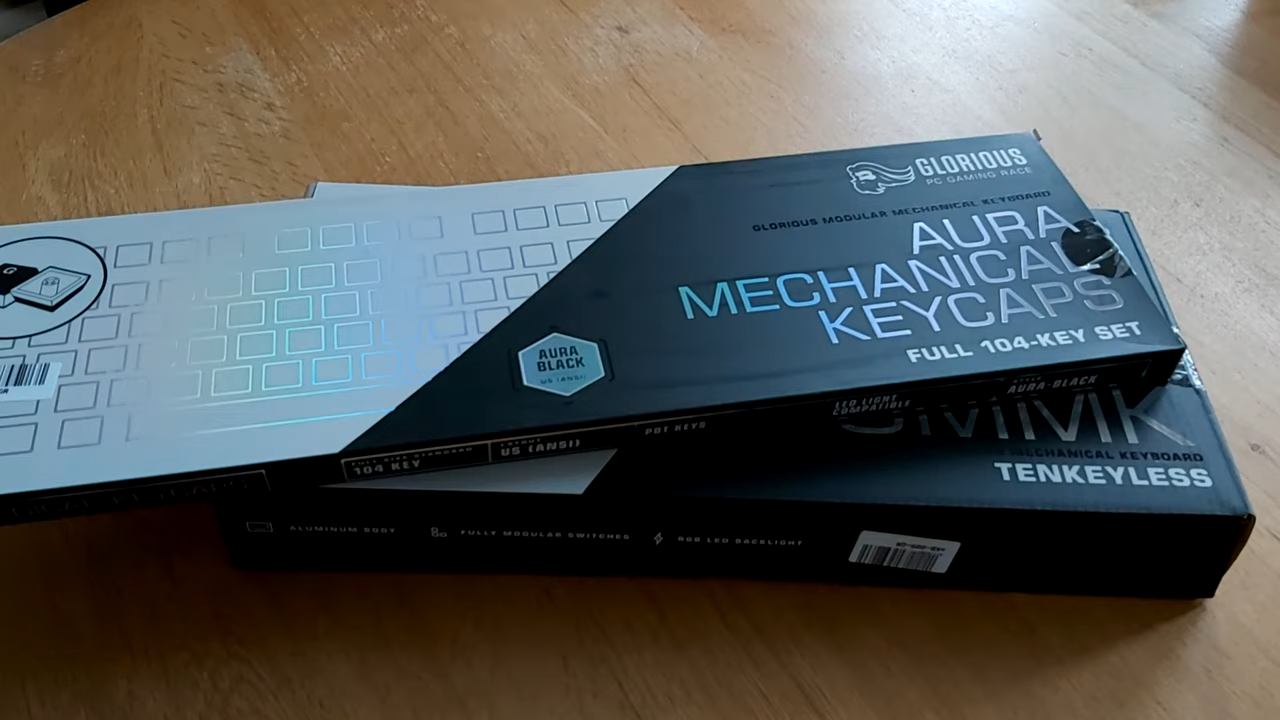 GLORIOUS
PC GAMING RACE
GLORIOUS MODULAR MECHANICAL KEYBOARD
AURA
MECHANICAL
KEYCAPS
FULL 104-KEY SET
AURA
BLACK
US (ANSI)
G
FULL SIZE STANDARD
104 KEY
LAYOUT
US (ANSI)
PBT KEYS
LED LIGHT
COMPATIBLE
STYLE
AURA-BLACK
GMMK
MECHANICAL KEYBOARD
TENKEYLESS
ALUMINUM BODY
FULLY MODULAR SWITCHES
RGB LED BACKLIGHT